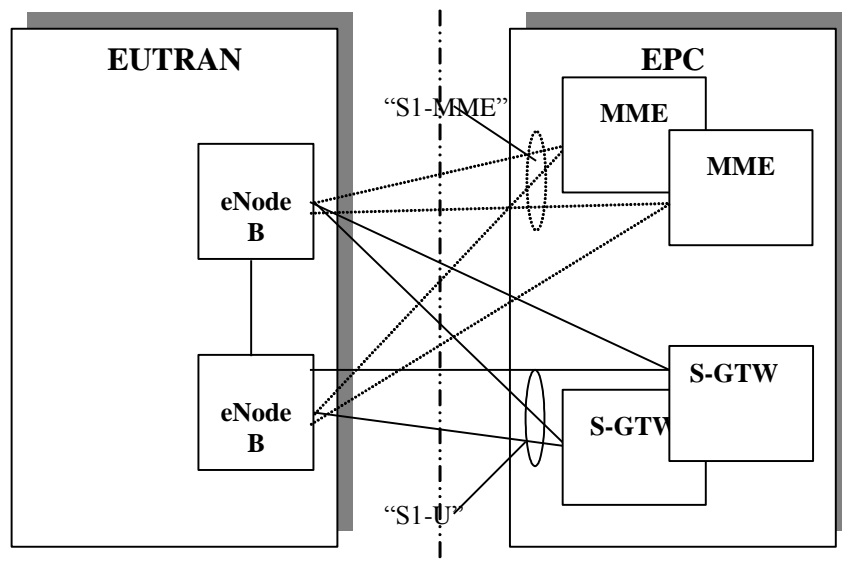 EUTRAN
EPC
“S1-MME”
MME
MME
eNode
B
eNode
B
S-GTW
S-GTW
“S1-U”